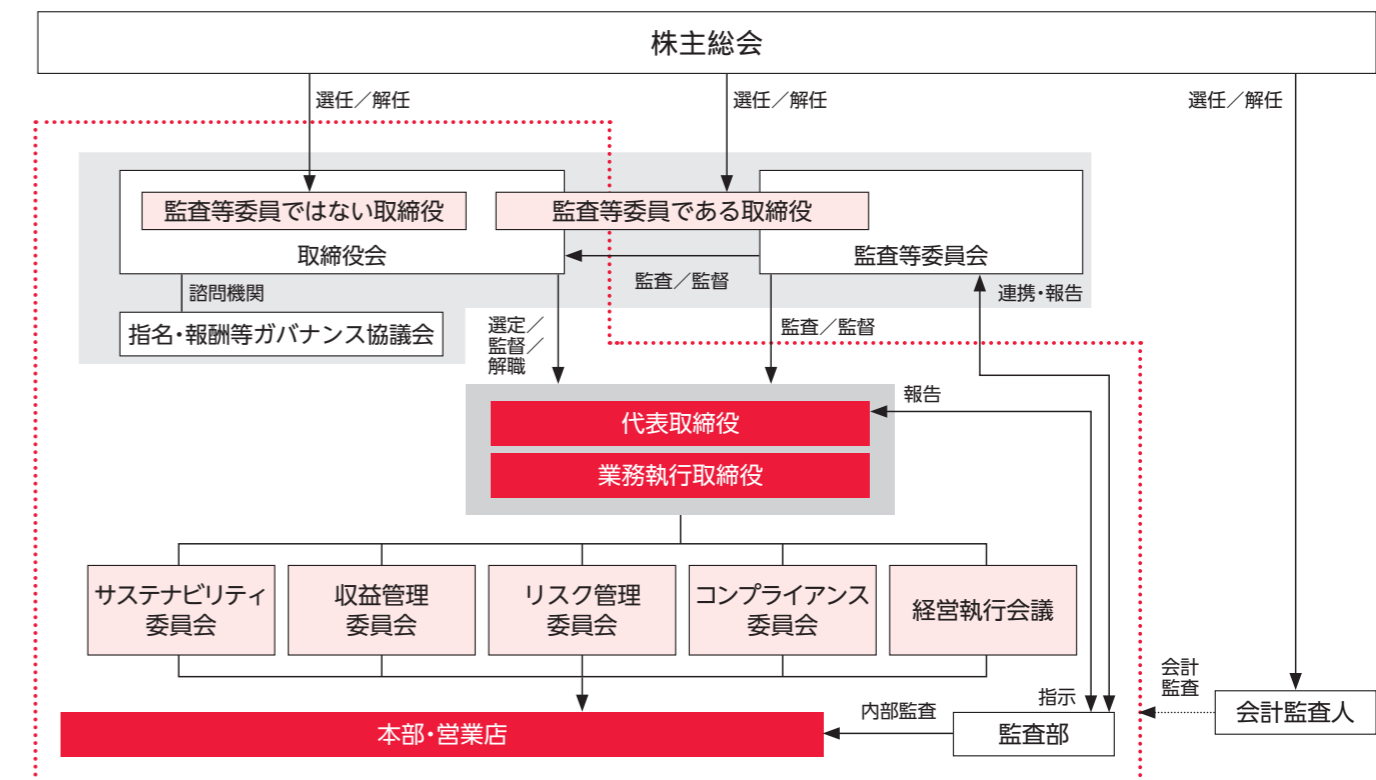 株主総会
選任／解任
選任／解任
選任／解任
監査等委員ではない取締役
監査等委員である取締役
取締役会
監査等委員会
監査／監督
諮問機関
連携・報告
指名・報酬等ガバナンス協議会
選定／
監督／
解職
監査／監督
報告
代表取締役
業務執行取締役
サステナビリティ
委員会
収益管理
委員会
リスク管理
委員会
コンプライアンス
委員会
経営執行会議
会計
監査
指示
内部監査
会計監査人
本部・営業店
監査部